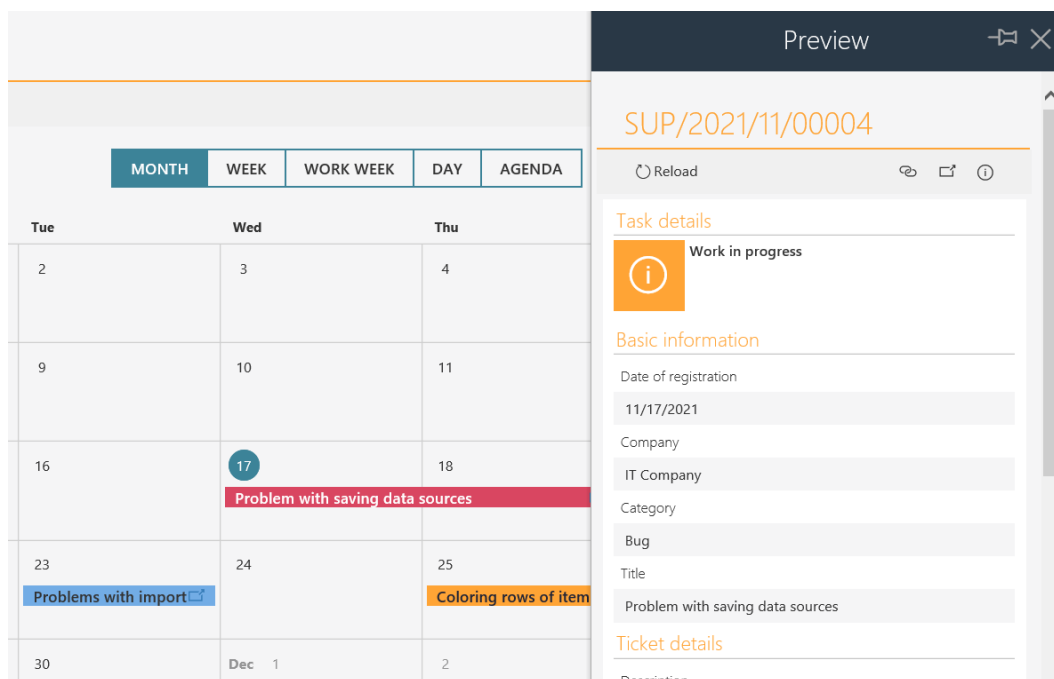 Preview
SUP/2021/11/00004
Reload
MONTH WEEK WORK WEEK DAY AGENDA
Tue Wed Thu
2 3 4
9 10 11
16 17 18
Problem with saving data sources
23 24 25
Problems with import Coloring rows of item
30 Dec 1 2
Task details
Work in progress
Basic information
Date of registration
11/17/2021
Company
IT Company
Category
Bug
Title
Problem with saving data sources
Ticket details
Description